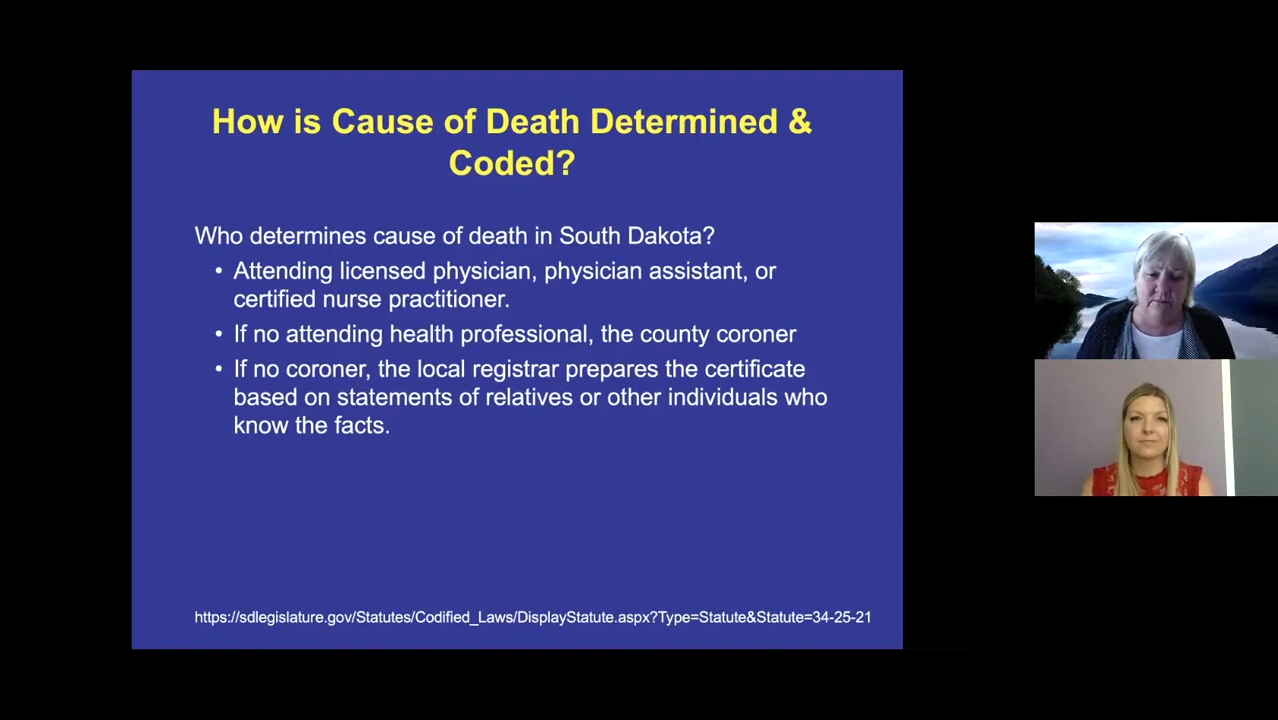 How is Cause of Death Determined &
Coded?
Who determines cause of death in South Dakota?
• Attending licensed physician, physician assistant, or
certified nurse practitioner.
• If no attending health professional, the county coroner
• If no coroner, the local registrar prepares the certificate
based on statements of relatives or other individuals who
know the facts.
https://sdlegislature.gov/Statutes/Codified_Laws/DisplayStatute.aspx?Type=Statute&Statute=34-25-21